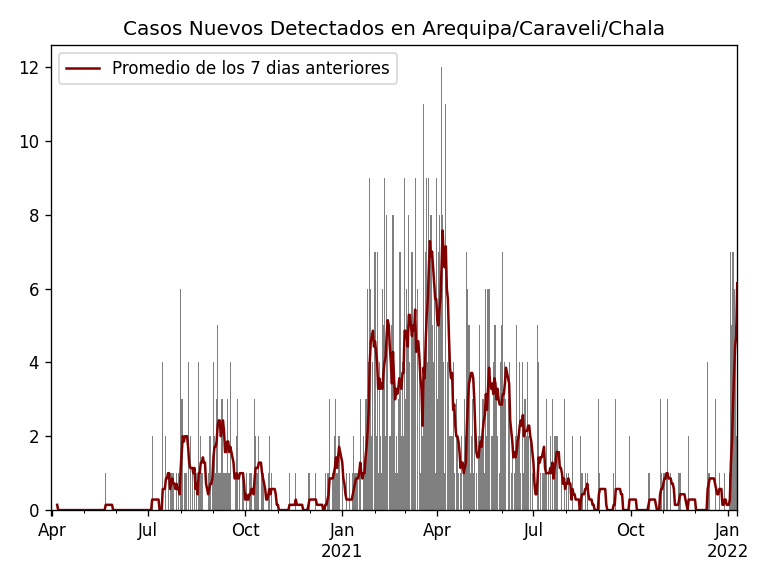 Casos Nuevos Detectados en Arequipa/Caraveli/Chala
Promedio de los 7 dias anteriores
12
10
8
6
4
2
0
Apr Jul Oct Jan Apr Jul Oct Jan
2021 2022